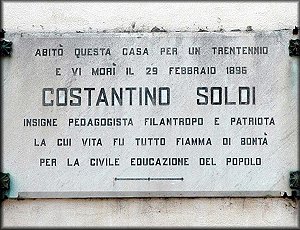 ABITÒ QUESTA CASA PER UN TRENTENNIO
E VI MORÌ IL 29 FEBBRAIO 1896
COSTANTINO SOLDI
INSIGNE PEDAGOGISTA FILANTROPO E PATRIOTA
LA CUI VITA FU TUTTO FIAMMA DI BONTÀ
PER LA CIVILE EDUCAZIONE DEL POPOLO